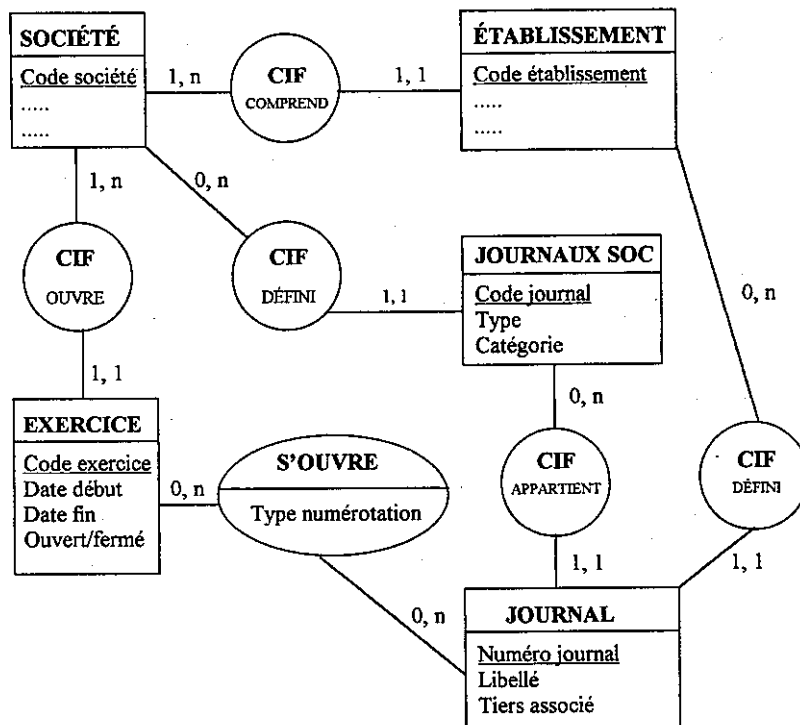 SOCIÉTÉ
Code société
.....
.....
1, n
CIF
COMPREND
1, 1
ÉTABLISSEMENT
Code établissement
.....
.....
1, n
0, n
CIF
OUVRE
CIF
DÉFINI
1, 1
JOURNAUX SOC
Code journal
Type
Catégorie
0, n
1, 1
0, n
EXERCICE
Code exercice
Date début
Date fin
Ouvert/fermé
0, n
S'OUVRE
Type numérotation
CIF
APPARTIENT
CIF
DÉFINI
1, 1
1, 1
0, n
JOURNAL
Numéro journal
Libellé
Tiers associé